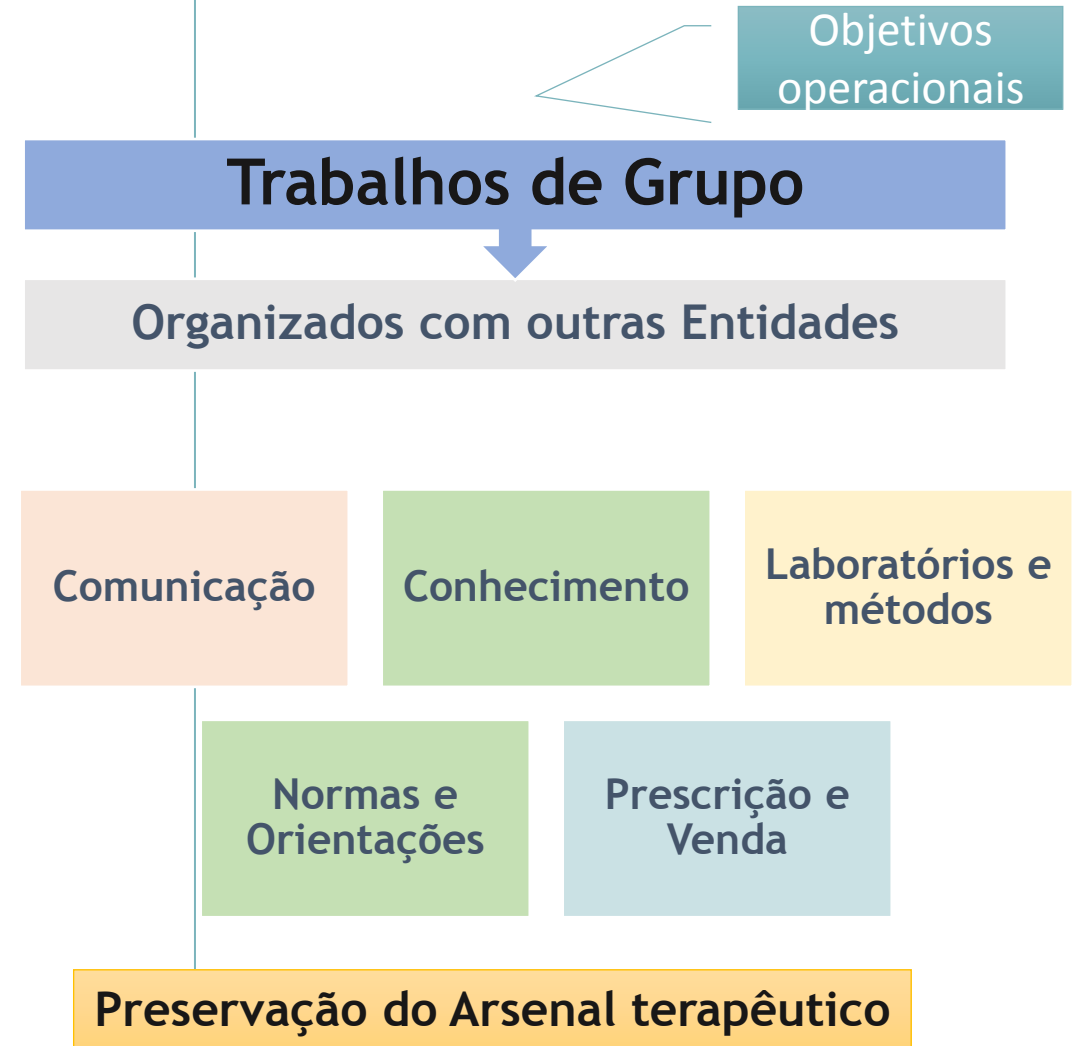 Objetivos
operacionais
Trabalhos de Grupo
Organizados com outras Entidades
Comunicação
Conhecimento
Laboratórios e
métodos
Normas e
Orientações
Prescrição e
Venda
Preservação do Arsenal terapêutico